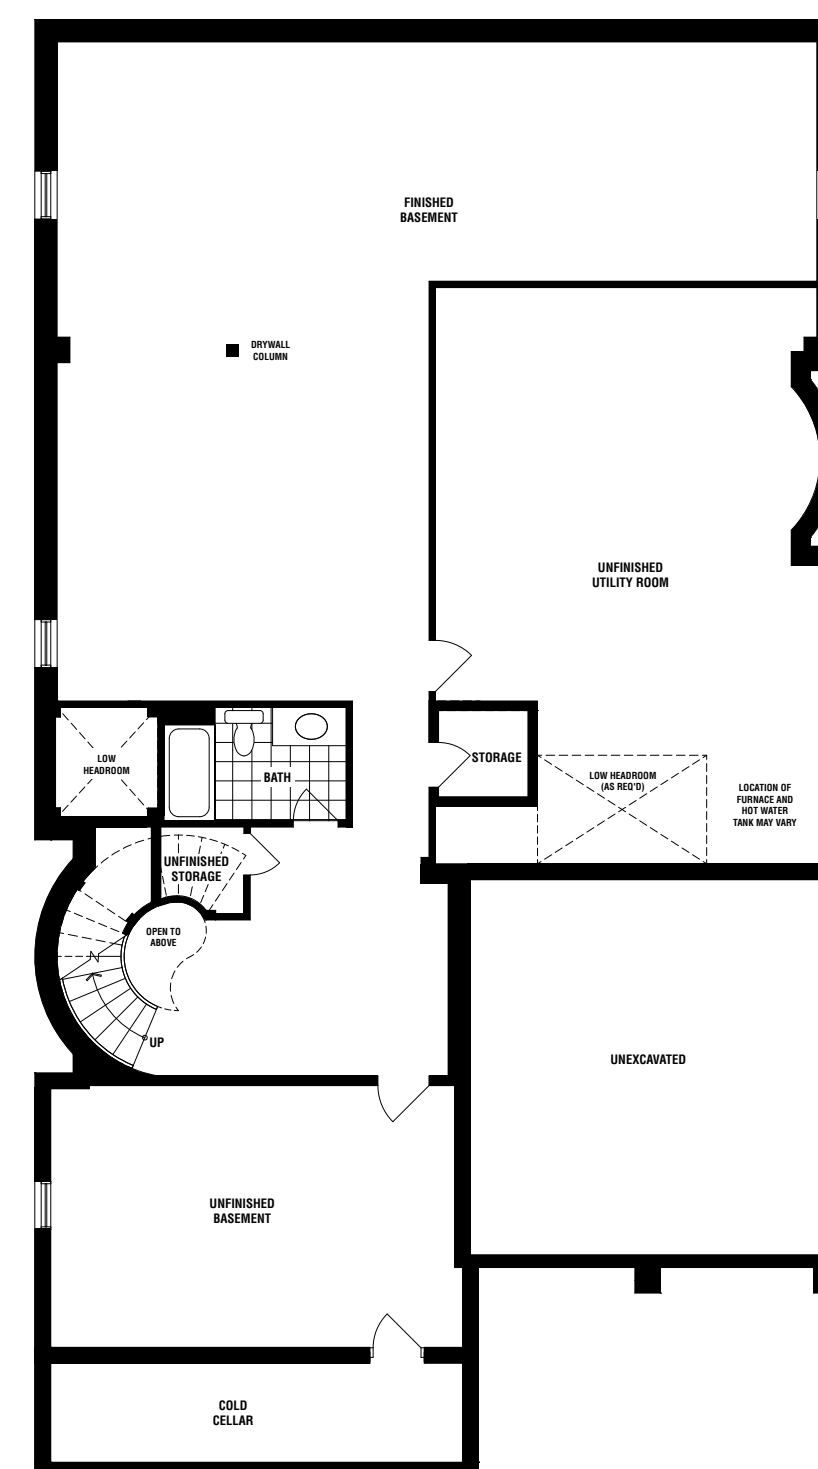 FINISHED
BASEMENT
DRYWALL
COLUMN
UNFINISHED
UTILITY ROOM
LOW
HEADROOM
BATH
STORAGE
LOW HEADROOM
(AS REQ'D)
LOCATION OF
FURNACE AND
HOT WATER
TANK MAY VARY
UNFINISHED
STORAGE
OPEN TO
ABOVE
UP
UNEXCAVATED
UNFINISHED
BASEMENT
COLD
CELLAR